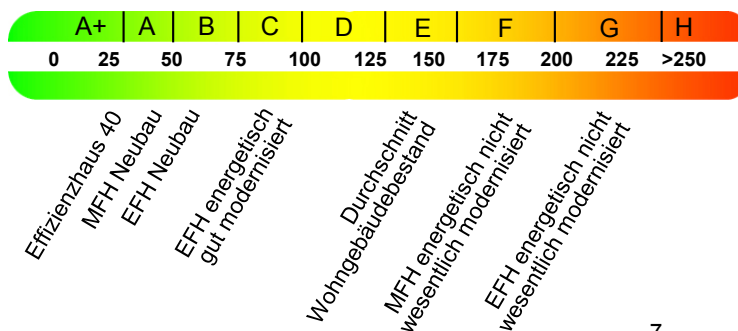 A+ A B C D E F G H
0 25 50 75 100 125 150 175 200 225 >250
Effizienzhaus 40
MFH Neubau
EFH Neubau
EFH energetisch
gut modernisiert
Durchschnitt
Wohngebäudebestand
MFH energetisch nicht
wesentlich modernisiert
EFH energetisch nicht
wesentlich modernisiert
7